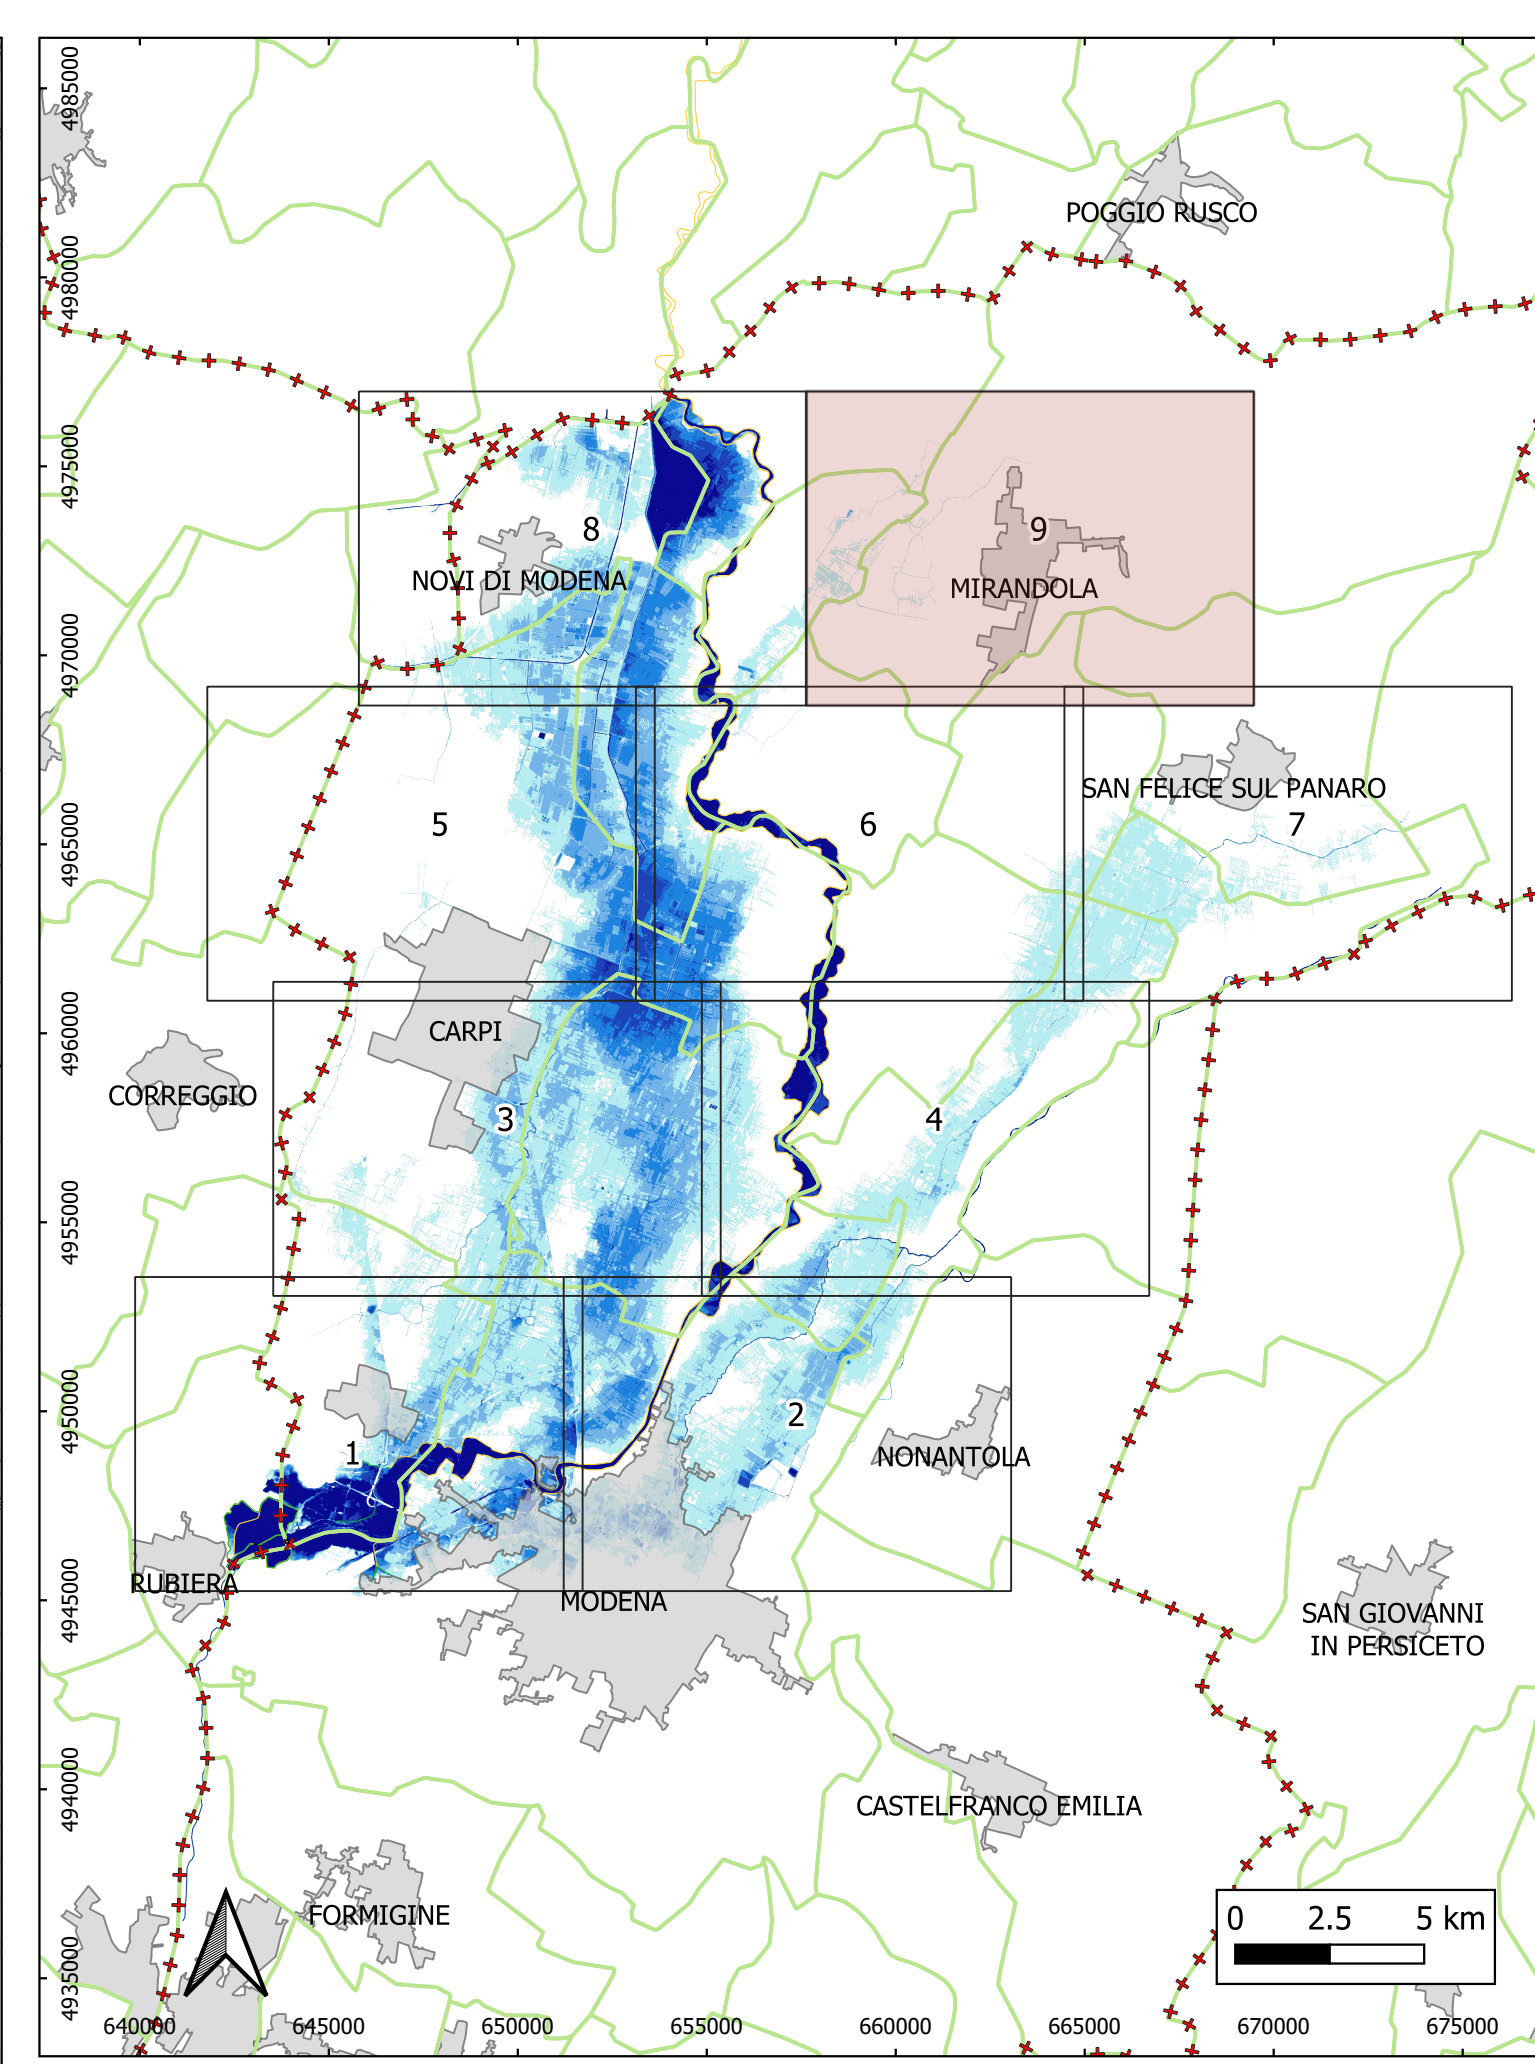 4985000
POGGIO RUSCO
4980000
4975000
8
9
NOVI DI MODENA
MIRANDOLA
4970000
SAN FELICE SUL PANARO
5
6
7
4965000
CARPI
4960000
CORREGGIO
3
4
4955000
2
4950000
1
NONANTOLA
RUBIERA
MODENA
4945000
SAN GIOVANNI
IN PERSICETO
4940000
CASTELFRANCO EMILIA
FORMIGINE
0 2.5 5 km
4935000
640000 645000 650000 655000 660000 665000 670000 675000